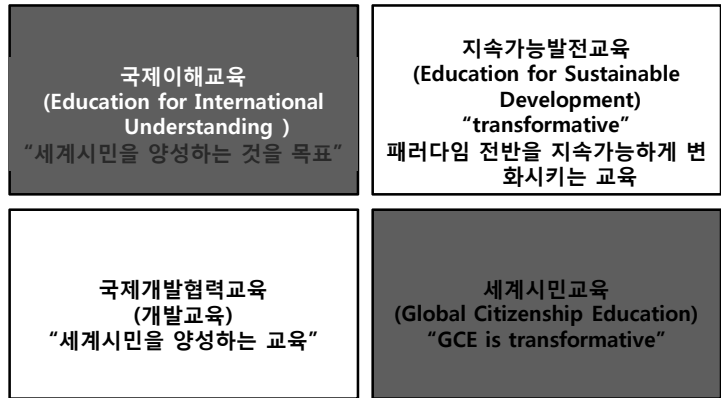 국제이해교육
(Education for International
Understanding )
“세계시민을 양성하는 것을 목표”
지속가능발전교육
(Education for Sustainable
Development)
“transformative”
패러다임 전반을 지속가능하게 변
화시키는 교육
국제개발협력교육
(개발교육)
“세계시민을 양성하는 교육”
세계시민교육
(Global Citizenship Education)
“GCE is transformative”